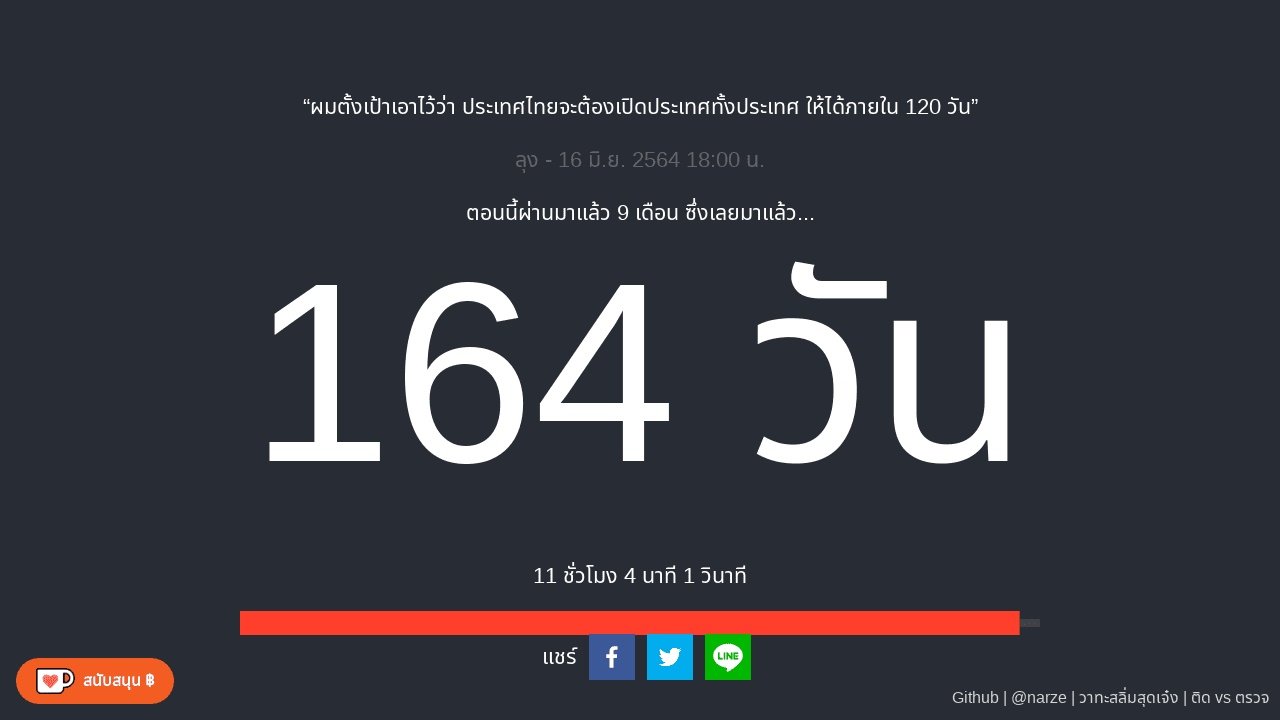 “ผมตั้งเป้าเอาไว้ว่า ประเทศไทยจะต้องเปิดประเทศทั้งประเทศ ให้ได้ภายใน 120 วัน”
ลุง - 16 มิ.ย. 2564 18:00 น.
ตอนนี้ผ่านมาแล้ว 9 เดือน ซึ่งเลยมาแล้ว...
164 วัน
11 ชั่วโมง 4 นาที 1 วินาที
แชร์
LINE
สนับสนุน ฿
Github | @narze | วาทะสลิ่มสุดเจ๋ง | ติด vs ตรวจ